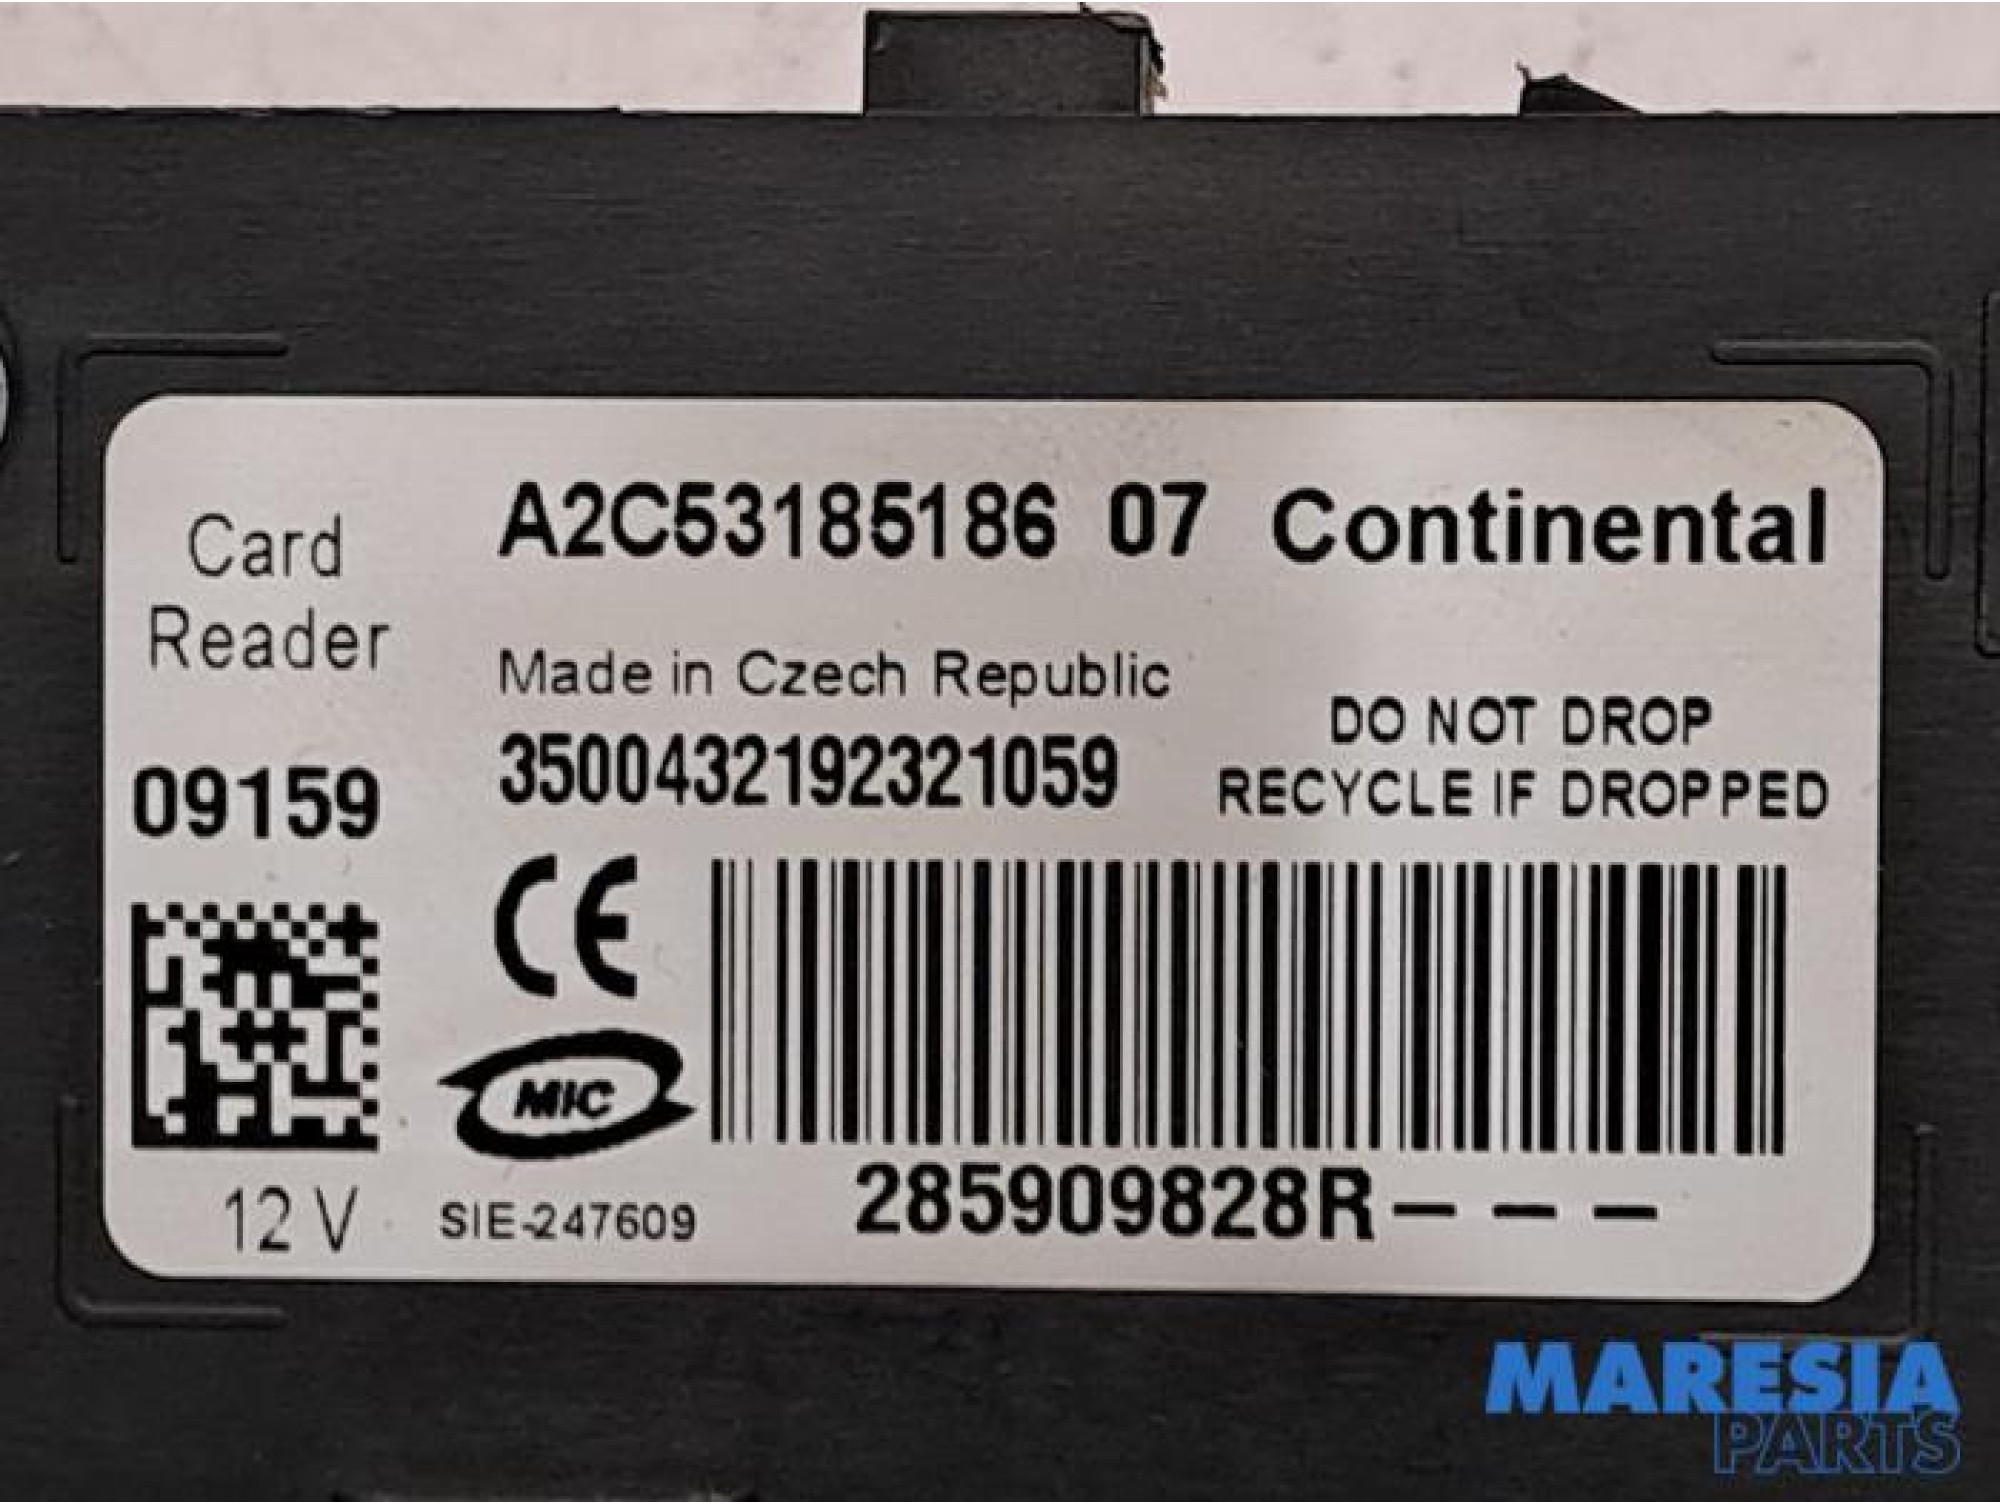 Card
Reader
A2C53185186 07 Continental
Made in Czech Republic
3500432192321059
DO NOT DROP
RECYCLE IF DROPPED
09159
CE
MIC
12 V
SIE-247609
285909828R– – –
MARESIA
PARTS